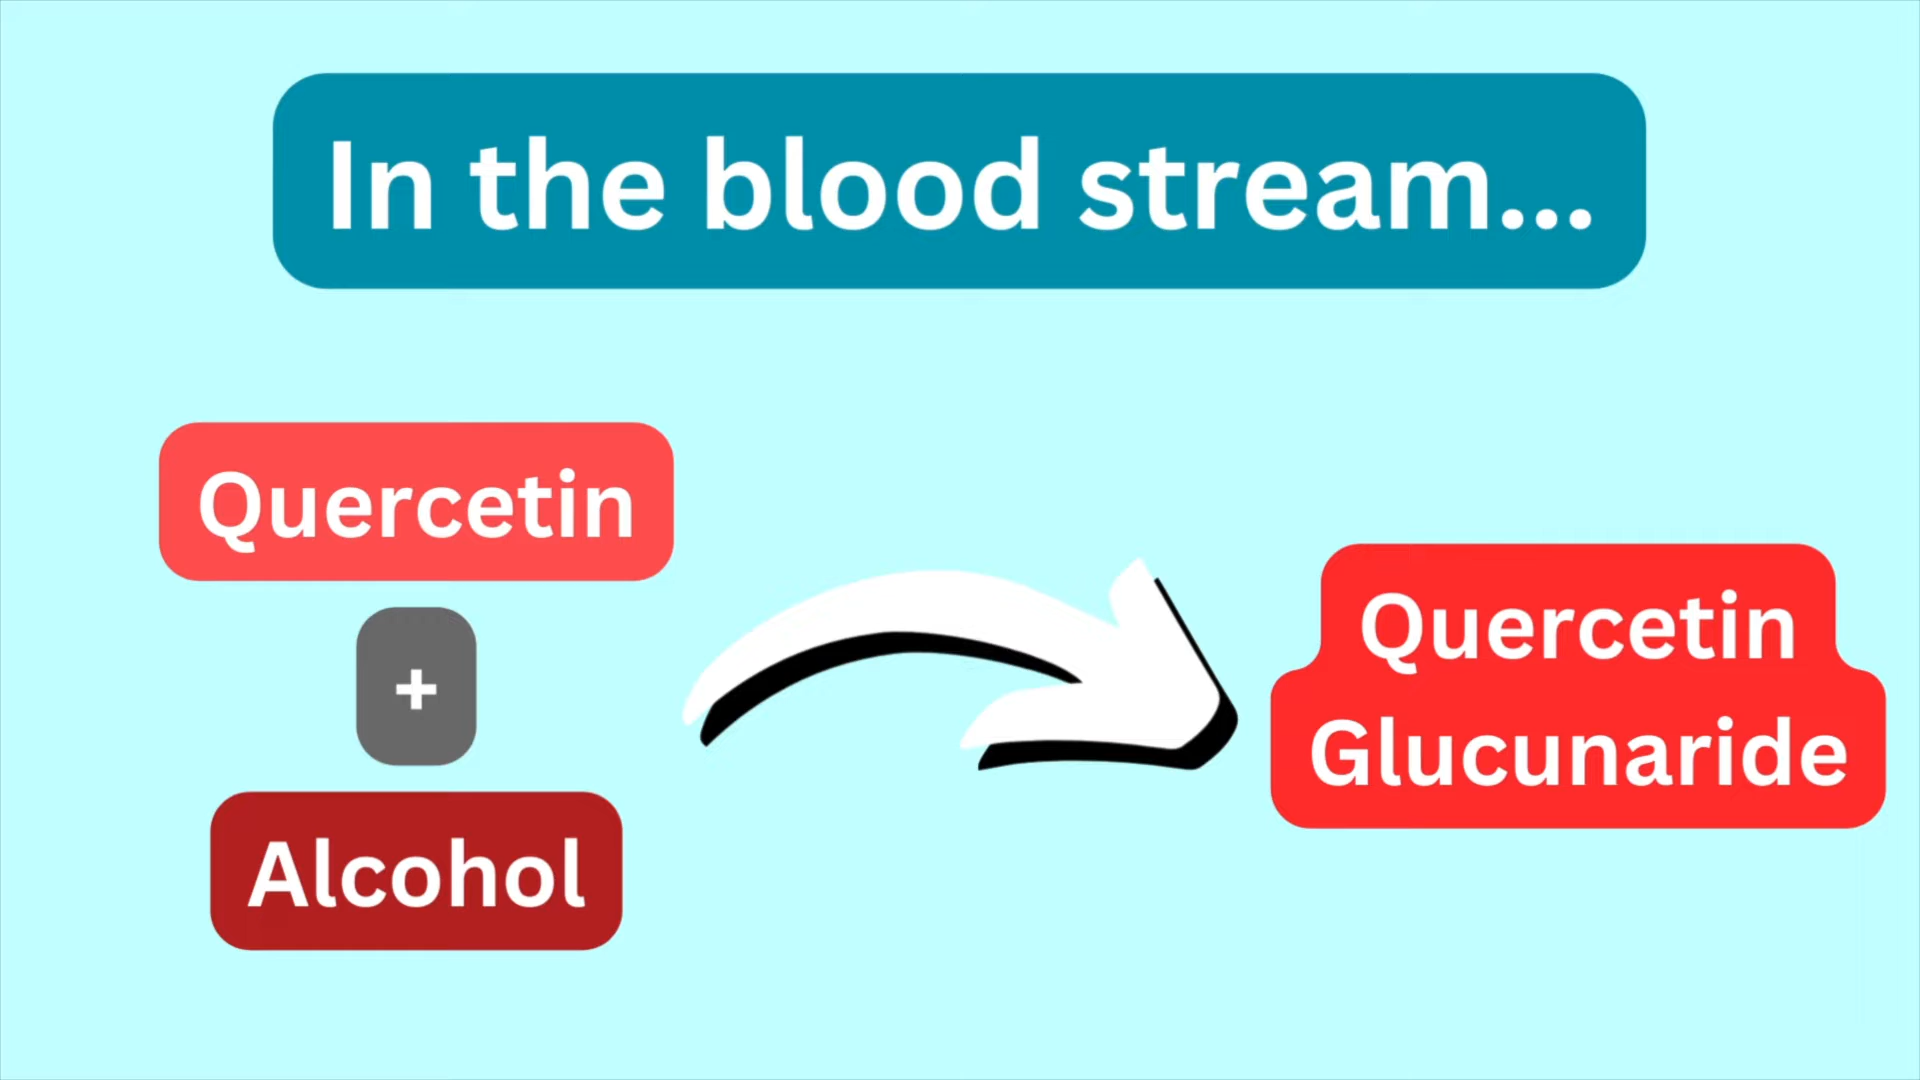 In the blood stream...
Quercetin
+
Alcohol
Quercetin
Glucunaride